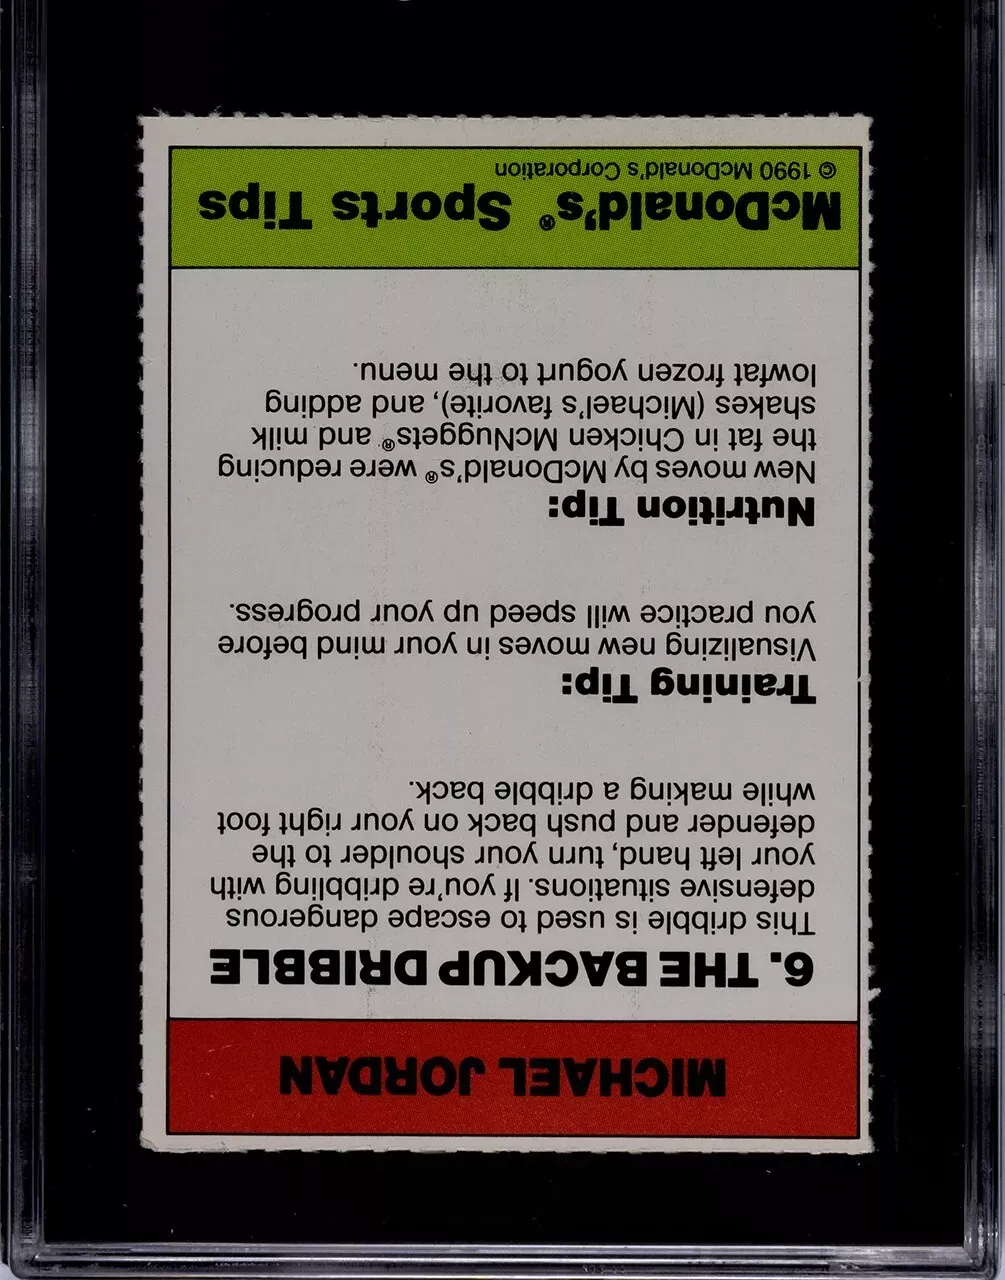 MICHAEL JORDAN
6. THE BACKUP DRIBBLE
This dribble is used to escape dangerous
defensive situations. If you're dribbling with
your left hand, turn your shoulder to the
defender and push back on your right foot
while making a dribble back.
Training Tip:
Visualizing new moves in your mind before
you practice will speed up your progress.
Nutrition Tip:
New moves by McDonald's® were reducing
the fat in Chicken McNuggets® and milk
shakes (Michael's favorite), and adding
lowfat frozen yogurt to the menu.
McDonald's® Sports Tips
© 1990 McDonald's Corporation